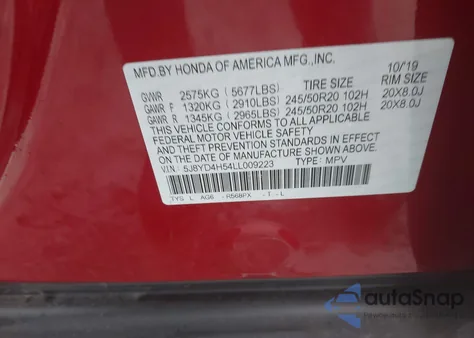 MFD.BY HONDA OF AMERICA MFG.,INC. 10/19
GVWR 2575KG (5677LBS) TIRE SIZE RIM SIZE
GAWR F 1320KG (2910LBS) 245/50R20 102H 20X8.0J
GAWR R 1345KG (2965LBS) 245/50R20 102H 20X8.0J
THIS VEHICLE CONFORMS TO ALL APPLICABLE
FEDERAL MOTOR VEHICLE SAFETY AND
THEFT PREVENTION STANDARDS IN EFFECT
ON THE DATE OF MANUFACTURE SHOWN ABOVE.
VIN: 5J8YD4H54LL009223 TYPE: MPV
TYS L AG6 - R568PX - T - L
autoSnap